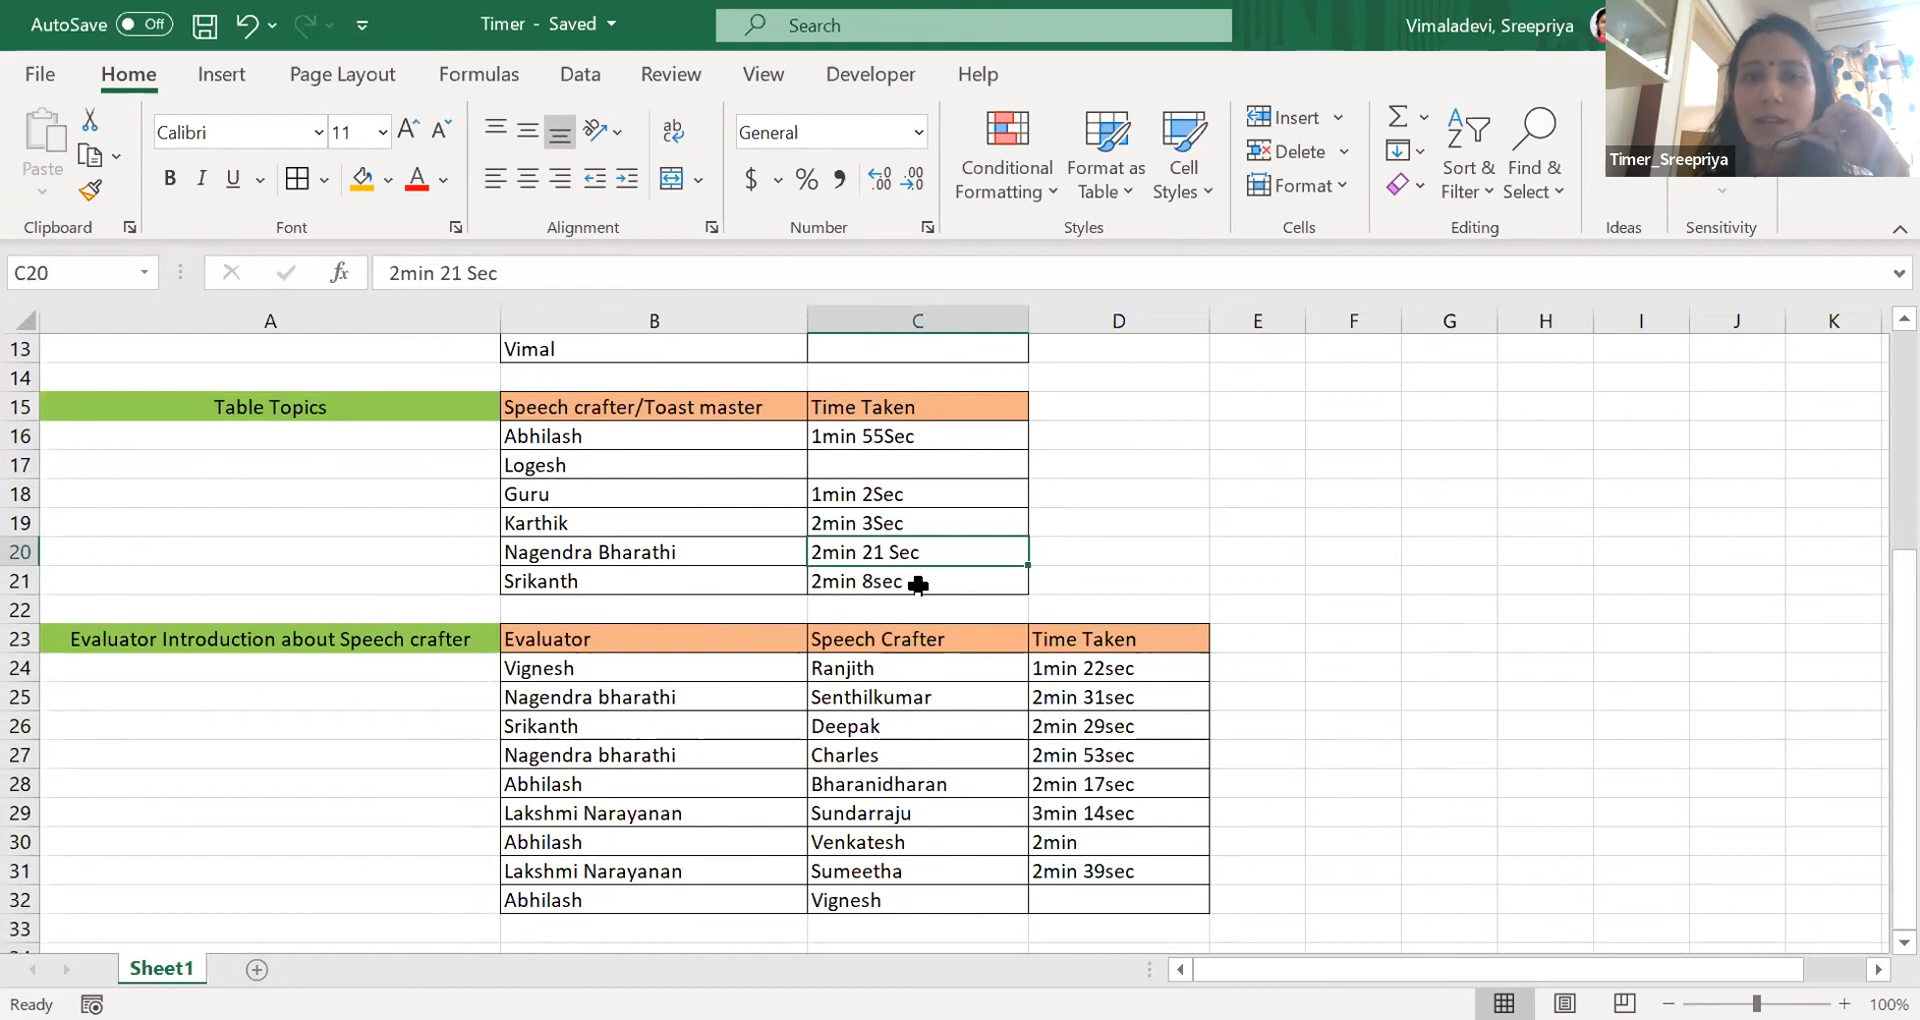 AutoSave Off Timer - Saved Search Vimaladevi, Sreepriya
File Home Insert Page Layout Formulas Data Review View Developer Help
Timer_Sreepriya
Paste
Calibri 11
B I U A
General
$ % ,
Conditional Formatting
Format as Table
Cell Styles
Insert
Delete
Format
Sort & Filter
Find & Select
Clipboard Font Alignment Number Styles Cells Editing Ideas Sensitivity
C20 fx 2min 21 Sec
A B C D E F G H I J K
13 Vimal
14
15 Table Topics Speech crafter/Toast master Time Taken
16 Abhilash 1min 55Sec
17 Logesh
18 Guru 1min 2Sec
19 Karthik 2min 3Sec
20 Nagendra Bharathi 2min 21 Sec
21 Srikanth 2min 8sec
22
23 Evaluator Introduction about Speech crafter Evaluator Speech Crafter Time Taken
24 Vignesh Ranjith 1min 22sec
25 Nagendra bharathi Senthilkumar 2min 31sec
26 Srikanth Deepak 2min 29sec
27 Nagendra bharathi Charles 2min 53sec
28 Abhilash Bharanidharan 2min 17sec
29 Lakshmi Narayanan Sundarraju 3min 14sec
30 Abhilash Venkatesh 2min
31 Lakshmi Narayanan Sumeetha 2min 39sec
32 Abhilash Vignesh
33
Sheet1
Ready 100%